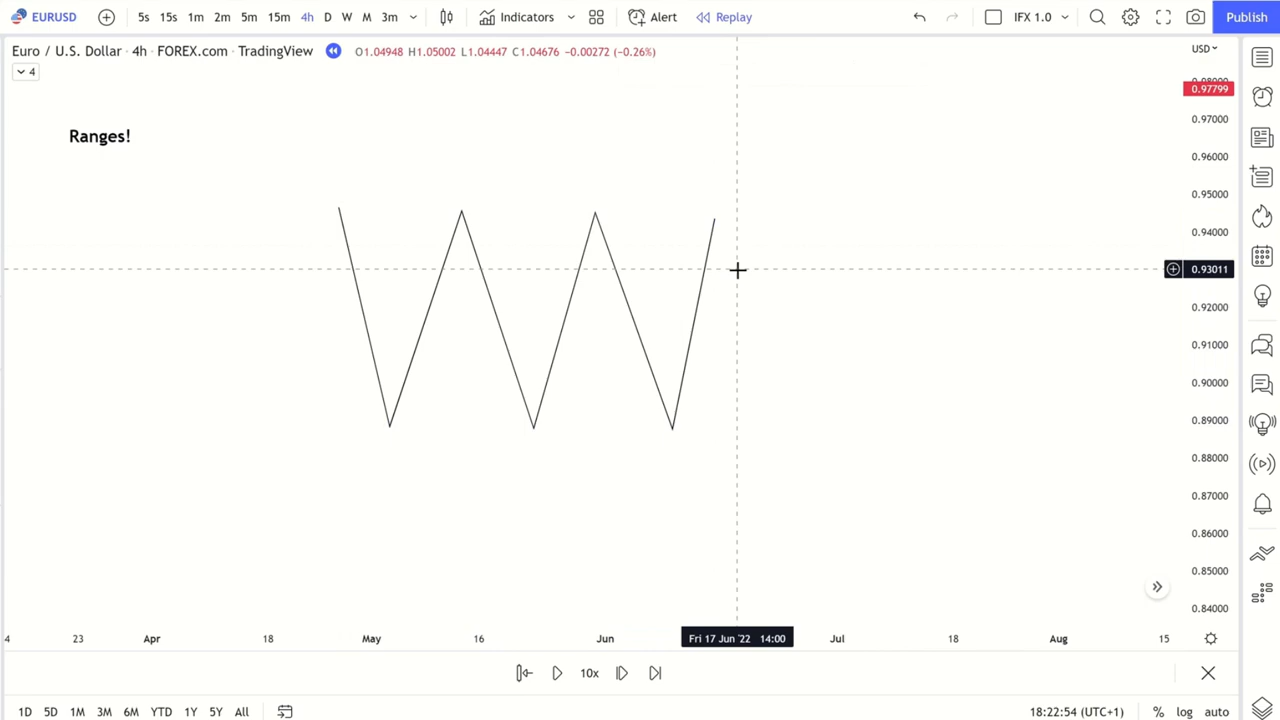 EURUSD 5s 15s 1m 2m 5m 15m 4h D W M 3m Indicators Alert Replay IFX 1.0 Publish
Euro / U.S. Dollar · 4h · FOREX.com · TradingView O1.04948 H1.05002 L1.04447 C1.04676 −0.00272 (−0.26%) USD
4
0.98000
0.97799
0.97000
Ranges!
0.96000
0.95000
0.94000
0.93011
0.92000
0.91000
0.90000
0.89000
0.88000
0.87000
0.86000
0.85000
0.84000
4 23 Apr 18 May 16 Jun Fri 17 Jun '22 14:00 Jul 18 Aug 15
10x
1D 5D 1M 3M 6M YTD 1Y 5Y All 18:22:54 (UTC+1) % log auto